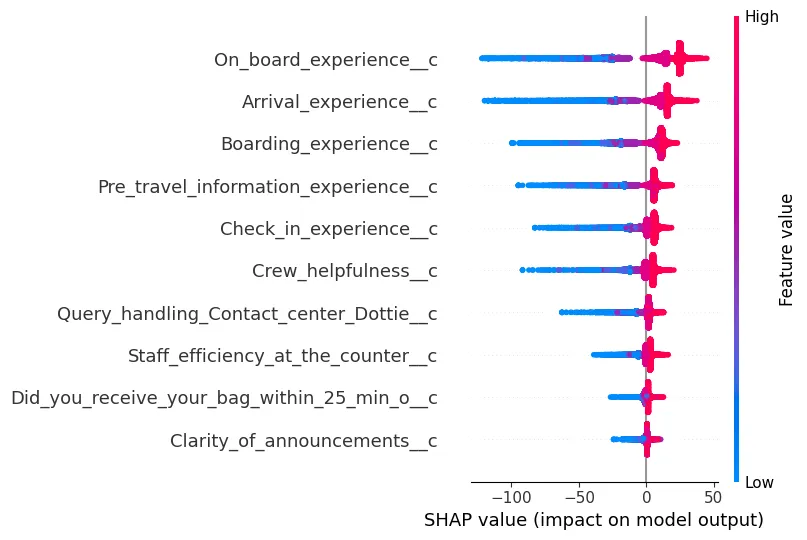 High
On_board_experience__c
Arrival_experience__c
Boarding_experience__c
Pre_travel_information_experience__c
Check_in_experience__c
Crew_helpfulness__c
Query_handling_Contact_center_Dottie__c
Staff_efficiency_at_the_counter__c
Did_you_receive_your_bag_within_25_min_o__c
Clarity_of_announcements__c
Feature value
Low
−100 −50 0 50
SHAP value (impact on model output)